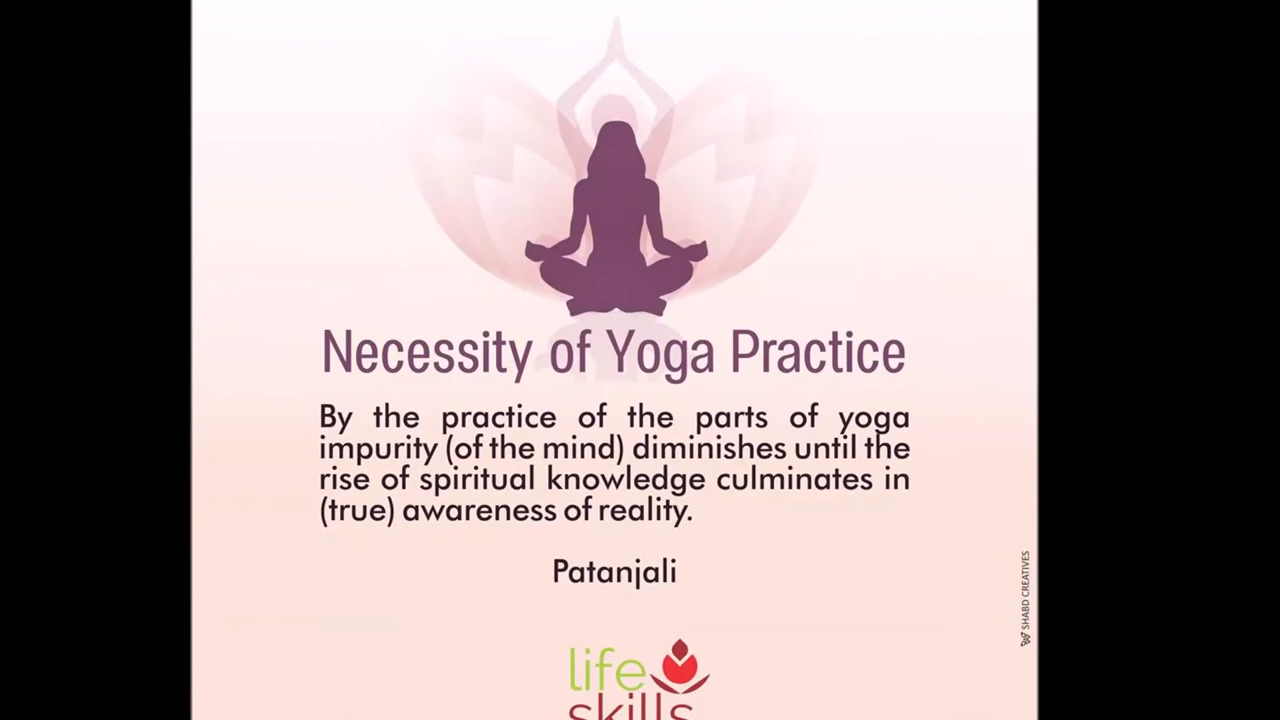 Necessity of Yoga Practice
By the practice of the parts of yoga
impurity (of the mind) diminishes until the
rise of spiritual knowledge culminates in
(true) awareness of reality.
Patanjali
SHABD CREATIVES
life
skills